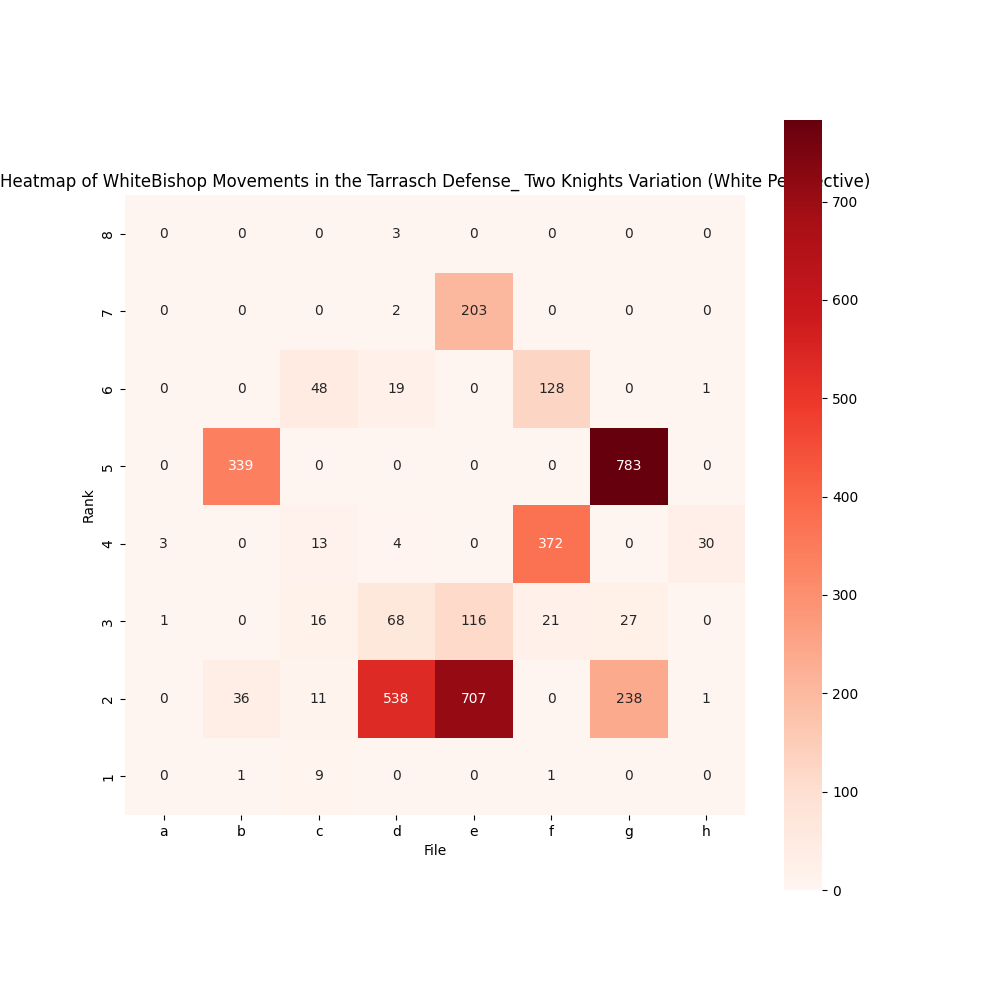 Heatmap of WhiteBishop Movements in the Tarrasch Defense_ Two Knights Variation (White Pe ective)
8 0 0 0 3 0 0 0 0
7 0 0 0 2 203 0 0 0
6 0 0 48 19 0 128 0 1
5 0 339 0 0 0 0 783 0
4 3 0 13 4 0 372 0 30
3 1 0 16 68 116 21 27 0
2 0 36 11 538 707 0 238 1
1 0 1 9 0 0 1 0 0
a b c d e f g h
File
Rank
700
600
500
400
300
200
100
0